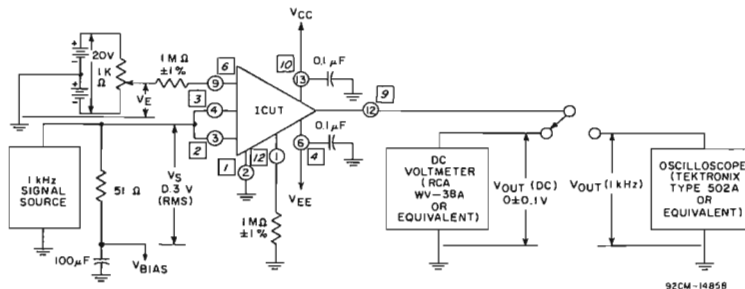 VCC
+
-
+
-
20V
1K
Ω
1MΩ
±1%
VE
6
9
3
4
2
3
ICUT
10
13
0.1 µF
9
12
0.1 µF
6
4
VEE
1
2
12
1
1MΩ
±1%
1 kHz
SIGNAL
SOURCE
51 Ω
VS
0.3 V
(RMS)
100µF
VBIAS
DC
VOLTMETER
(RCA
WV-38A
OR
EQUIVALENT)
VOUT (DC)
0±0.1V
VOUT (1 kHz)
OSCILLOSCOPE
(TEKTRONIX
TYPE 502A
OR
EQUIVALENT)
92CM-14858